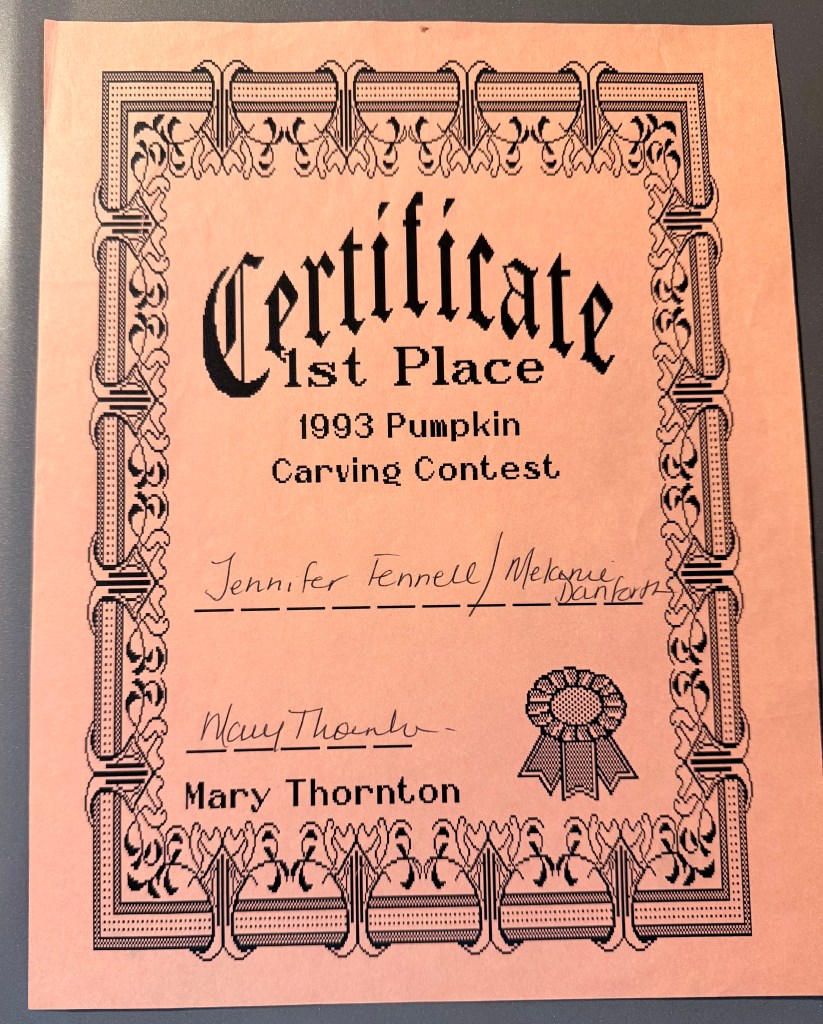 Certificate
1st Place
1993 Pumpkin
Carving Contest
Jennifer Fennell/Melanie
Danforth
Mary Thornton
Mary Thornton